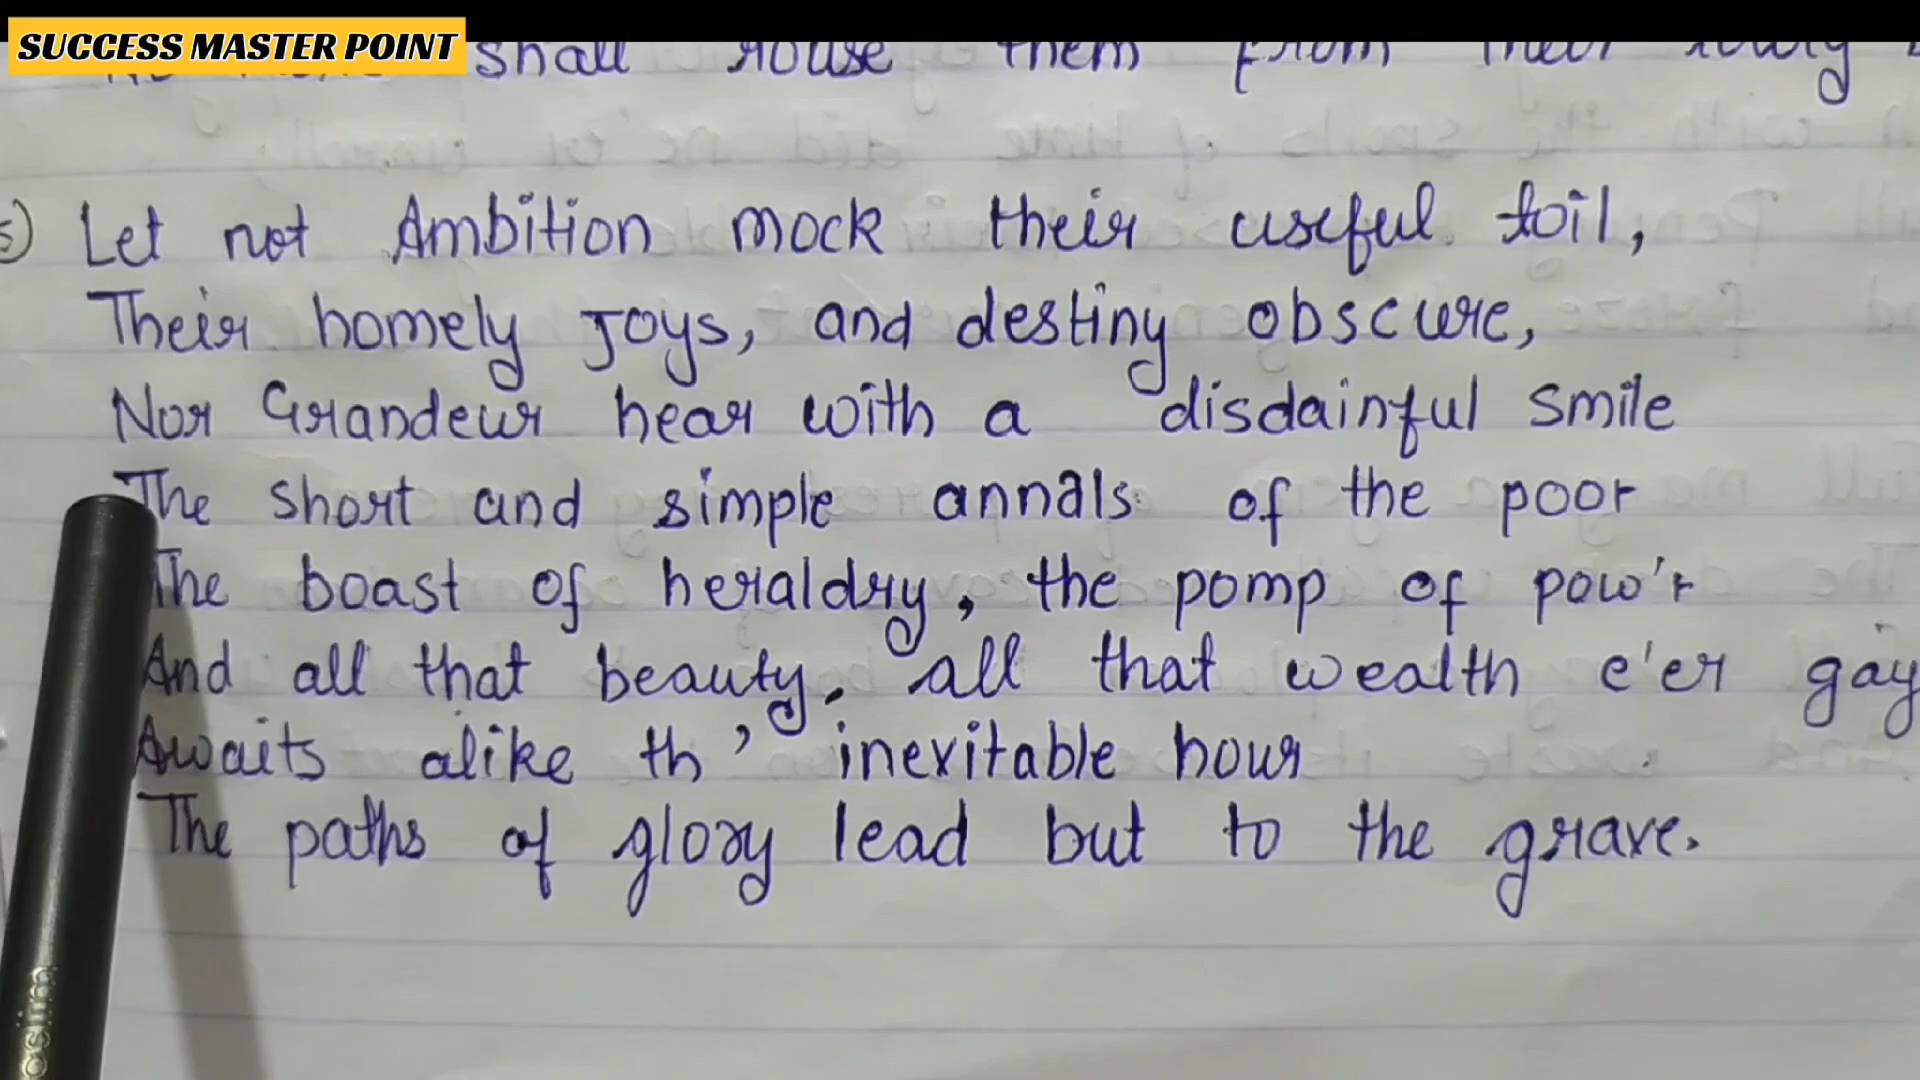 SUCCESS MASTER POINT
shall rouse them from their lowly
5) Let not Ambition mock their useful toil,
Their homely Joys, and destiny obscure,
Nor Grandeur hear with a disdainful smile
The short and simple annals of the poor
The boast of heraldry, the pomp of pow'r
And all that beauty, all that wealth e'er gav
Awaits alike th' inevitable hour
The paths of glory lead but to the grave.